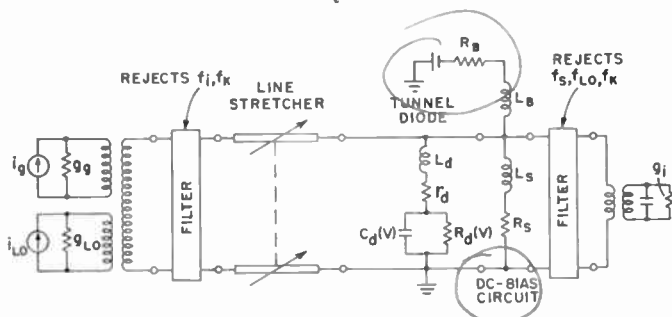 R_B
REJECTS
f_S, f_LO, f_K
REJECTS f_i, f_K
LINE
STRETCHER
TUNNEL
DIODE
L_B
i_g
g_g
FILTER
L_d
L_S
FILTER
g_i
r_d
i_LO
g_LO
C_d(V)
R_d(V)
R_S
DC-BIAS
CIRCUIT